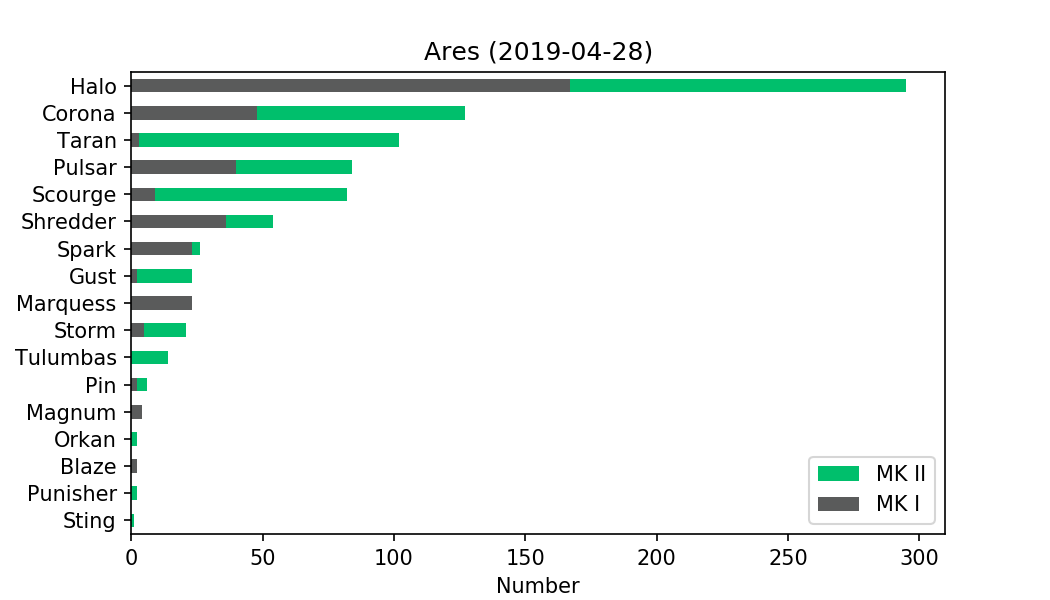 Ares (2019-04-28)
Halo
Corona
Taran
Pulsar
Scourge
Shredder
Spark
Gust
Marquess
Storm
Tulumbas
Pin
Magnum
Orkan
Blaze
Punisher
Sting
MK II
MK I
0 50 100 150 200 250 300
Number